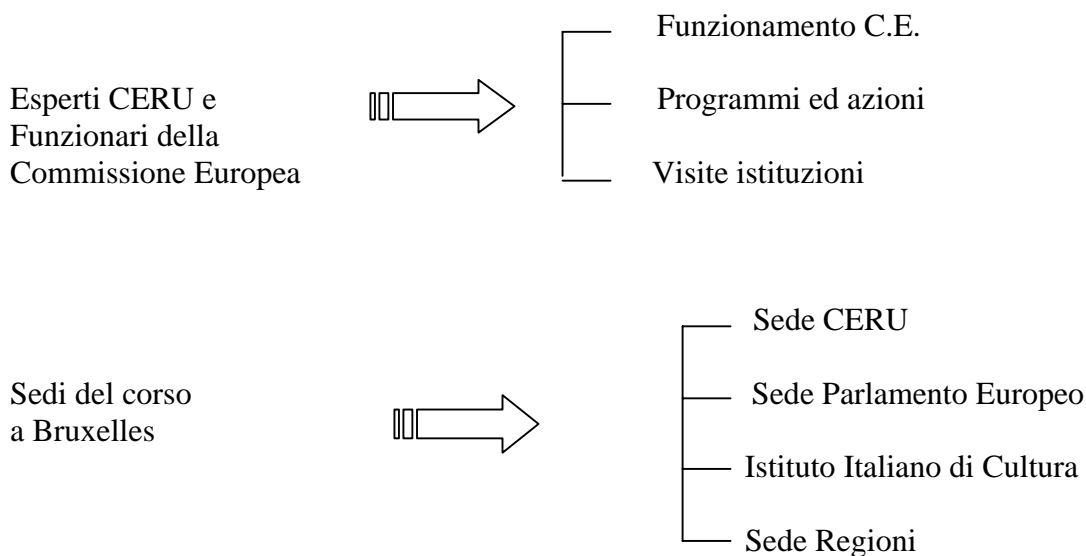 Esperti CERU e
Funzionari della
Commissione Europea
Funzionamento C.E.
Programmi ed azioni
Visite istituzioni
Sedi del corso
a Bruxelles
Sede CERU
Sede Parlamento Europeo
Istituto Italiano di Cultura
Sede Regioni